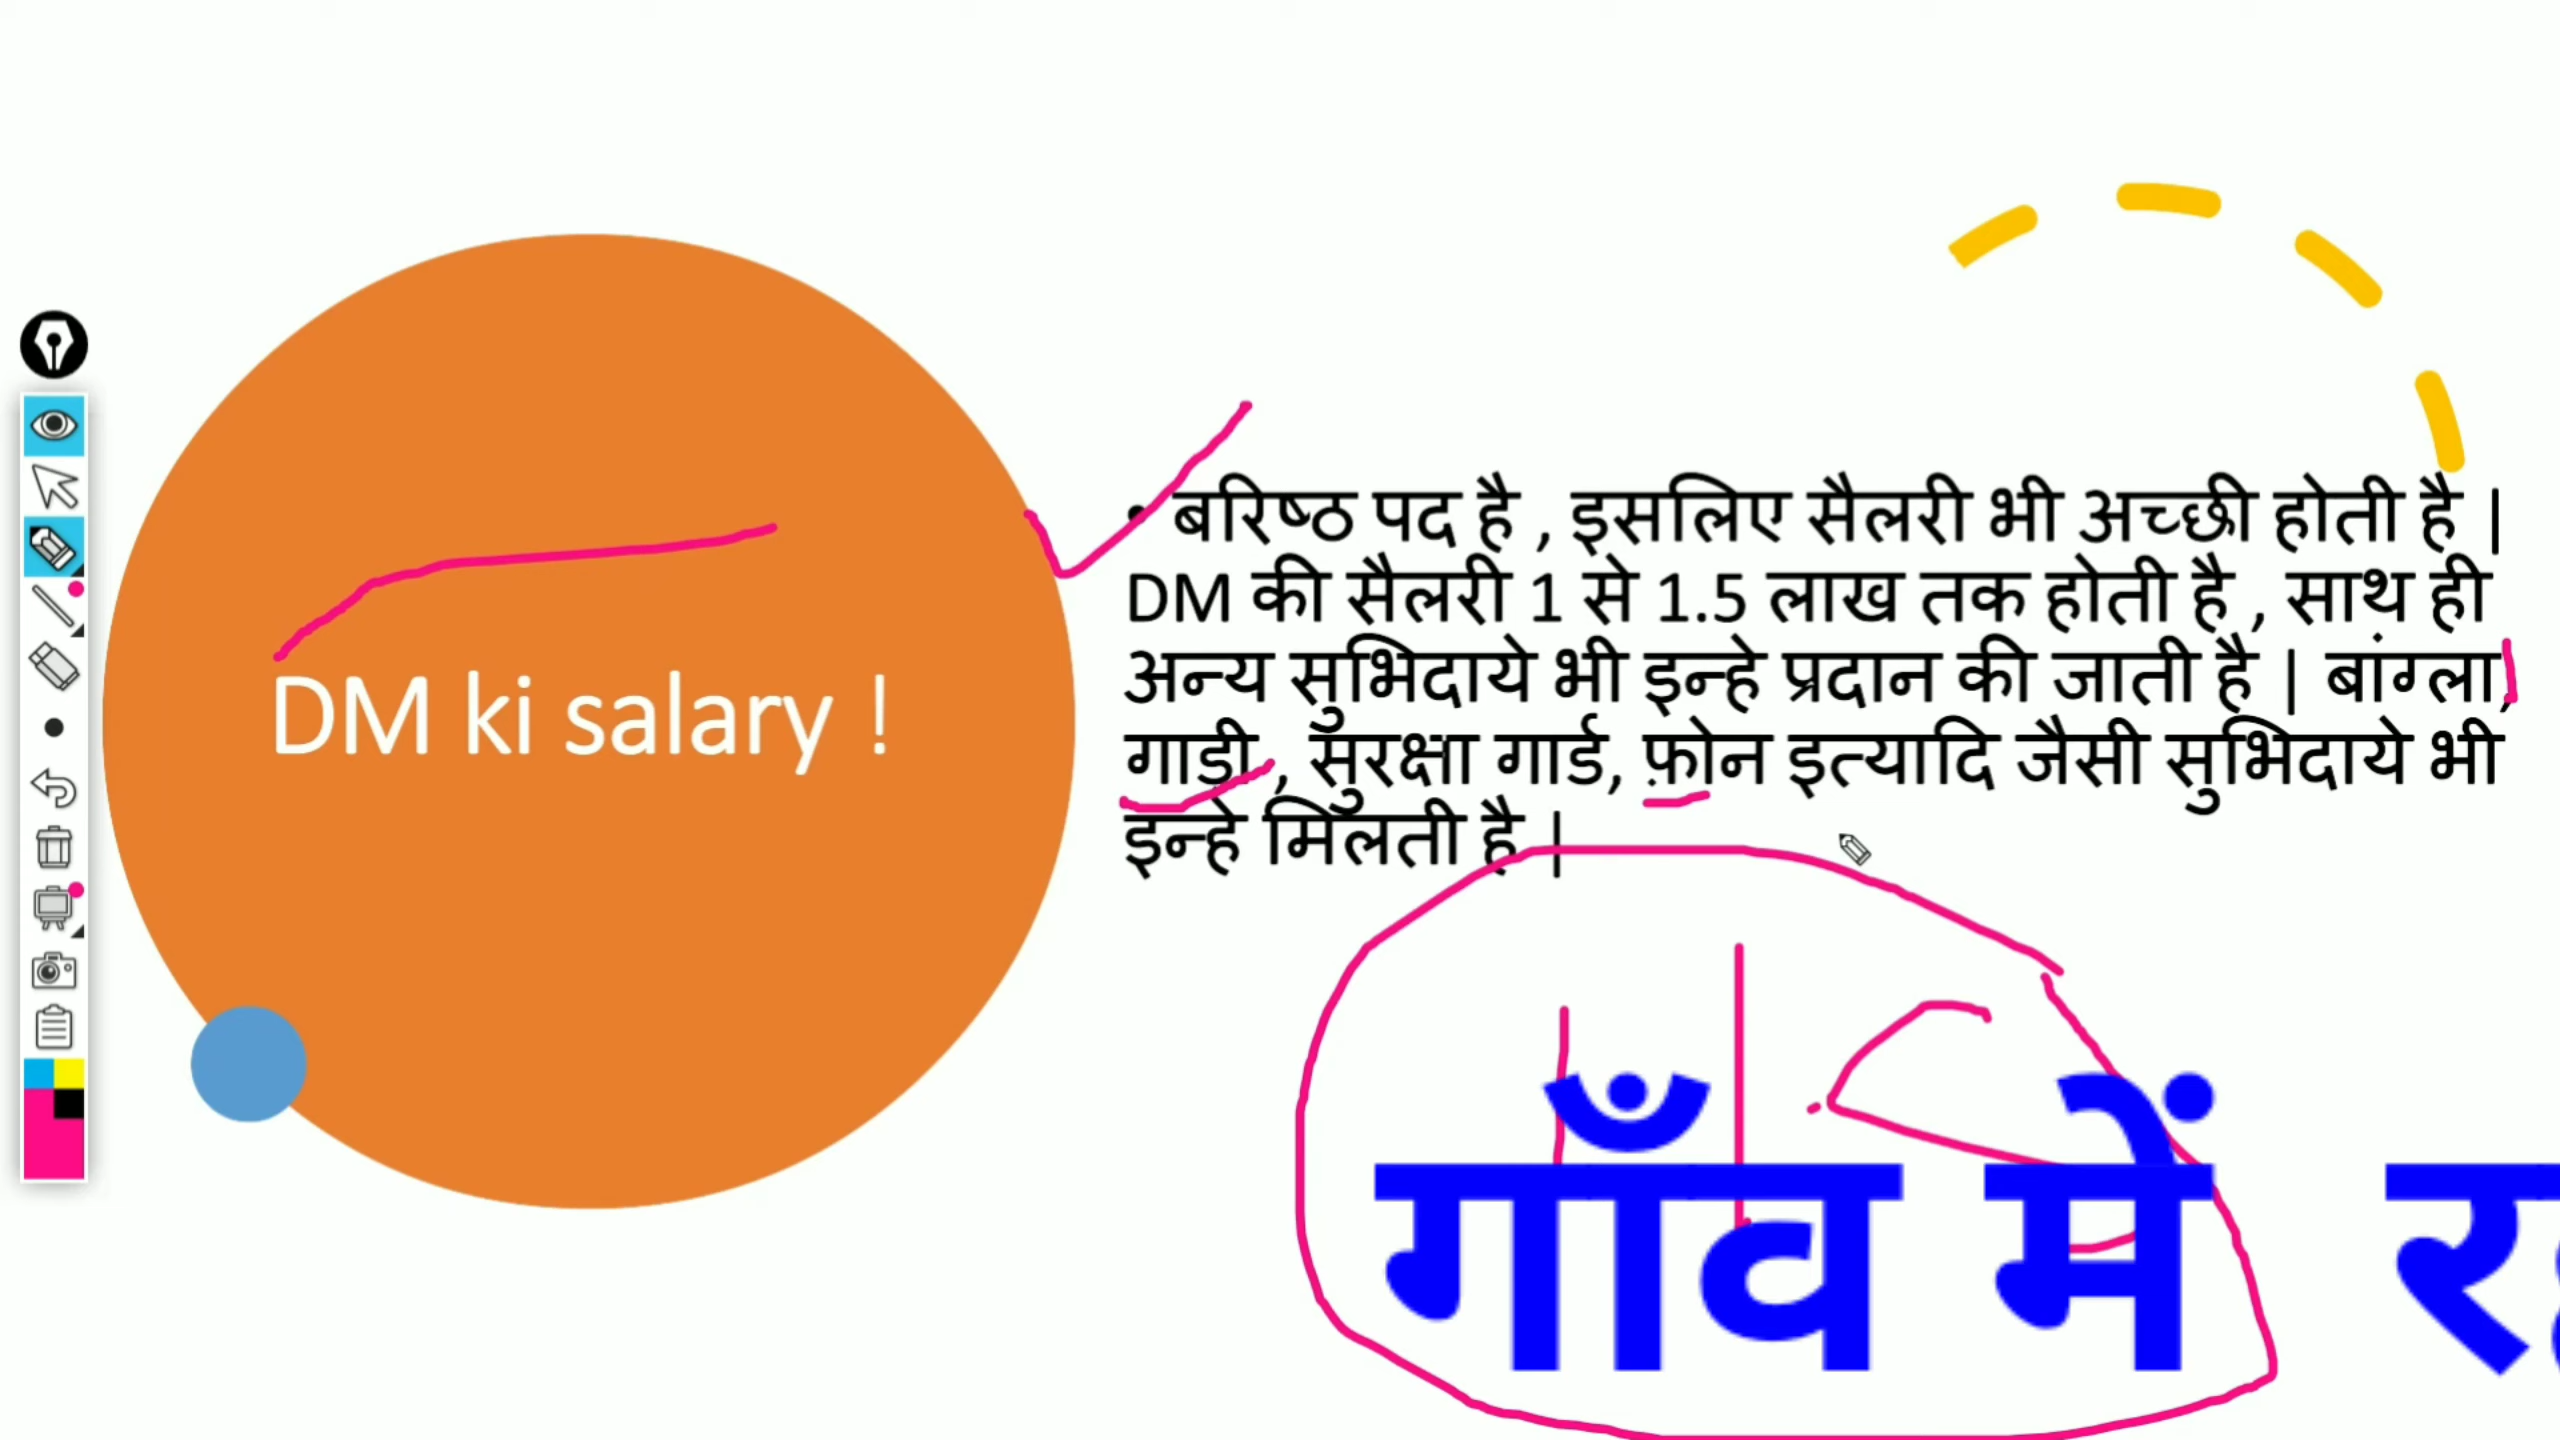 DM ki salary !
• बरिष्ठ पद है , इसलिए सैलरी भी अच्छी होती है |
DM की सैलरी 1 से 1.5 लाख तक होती है , साथ ही
अन्य सुभिदाये भी इन्हे प्रदान की जाती है | बांग्ला,
गाड़ी , सुरक्षा गार्ड, फ़ोन इत्यादि जैसी सुभिदाये भी
इन्हे मिलती है |
गाँव में